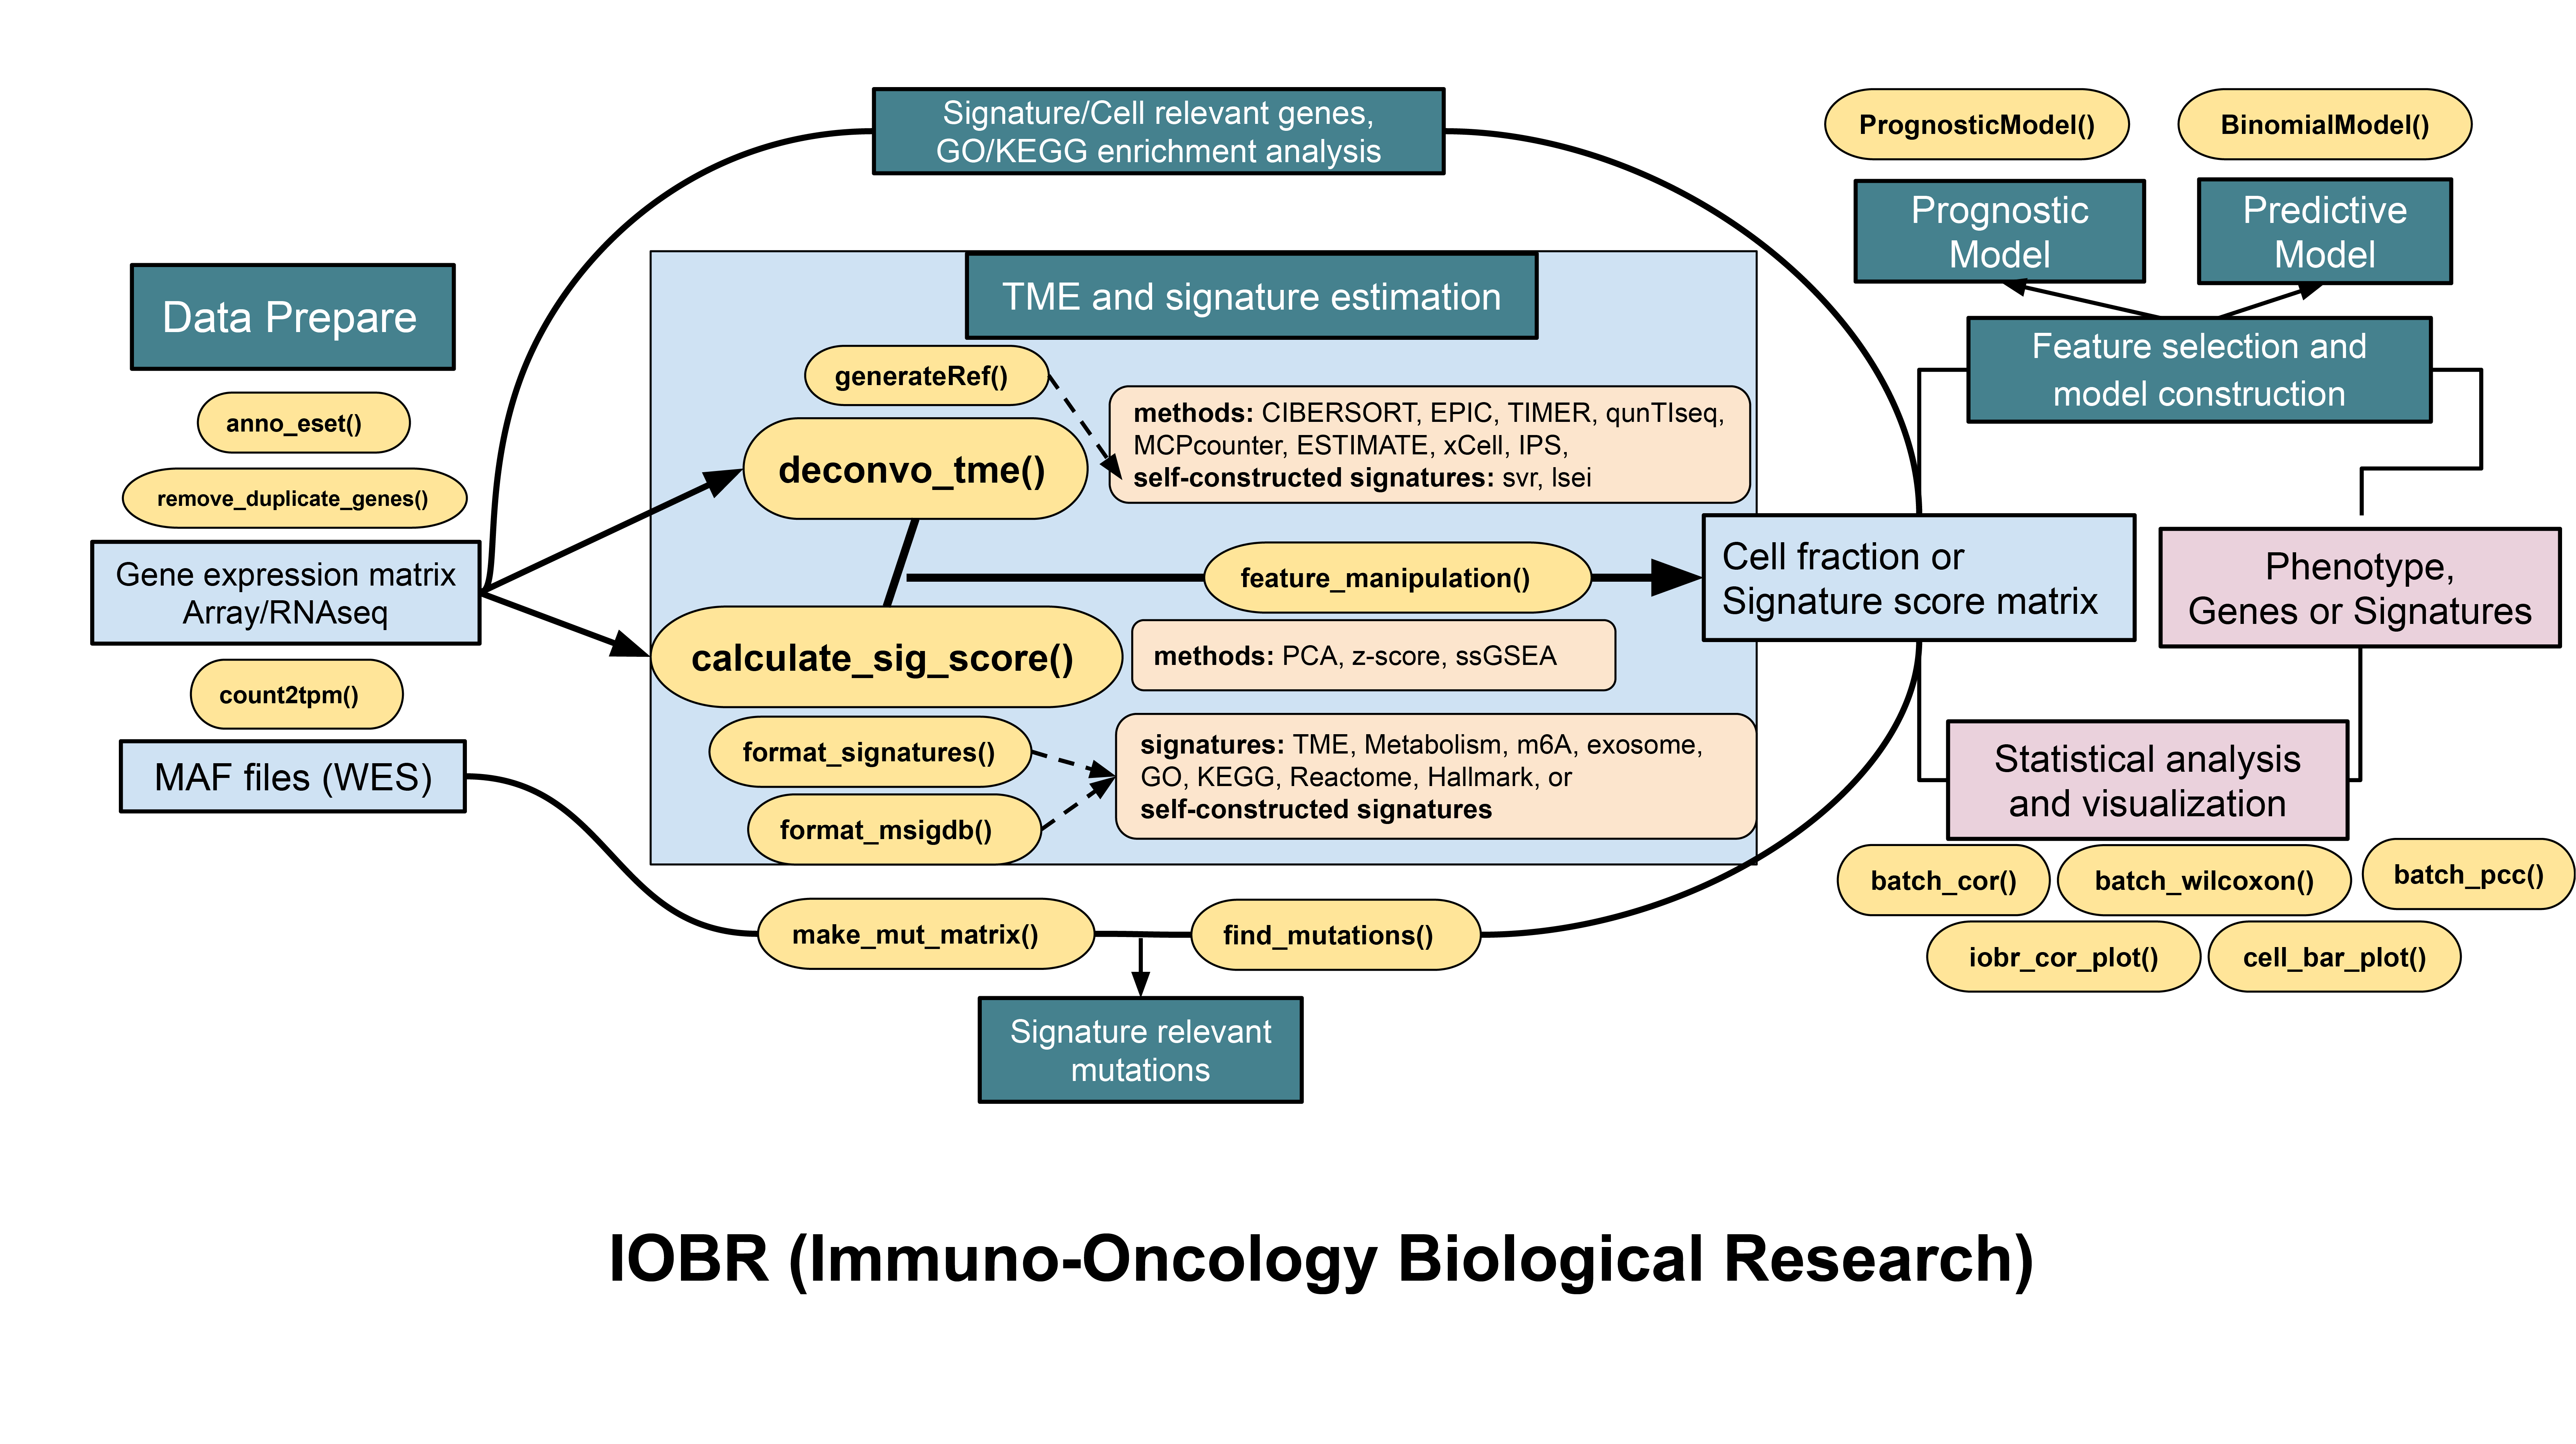 Signature/Cell relevant genes,
GO/KEGG enrichment analysis
Data Prepare
anno_eset()
remove_duplicate_genes()
Gene expression matrix
Array/RNAseq
count2tpm()
MAF files (WES)
TME and signature estimation
generateRef()
deconvo_tme()
methods: CIBERSORT, EPIC, TIMER, qunTIseq,
MCPcounter, ESTIMATE, xCell, IPS,
self-constructed signatures: svr, lsei
feature_manipulation()
calculate_sig_score()
methods: PCA, z-score, ssGSEA
format_signatures()
format_msigdb()
signatures: TME, Metabolism, m6A, exosome,
GO, KEGG, Reactome, Hallmark, or
self-constructed signatures
make_mut_matrix()
find_mutations()
Signature relevant
mutations
Cell fraction or
Signature score matrix
PrognosticModel()
BinomialModel()
Prognostic
Model
Predictive
Model
Feature selection and
model construction
Phenotype,
Genes or Signatures
Statistical analysis
and visualization
batch_cor()
batch_wilcoxon()
batch_pcc()
iobr_cor_plot()
cell_bar_plot()
IOBR (Immuno-Oncology Biological Research)